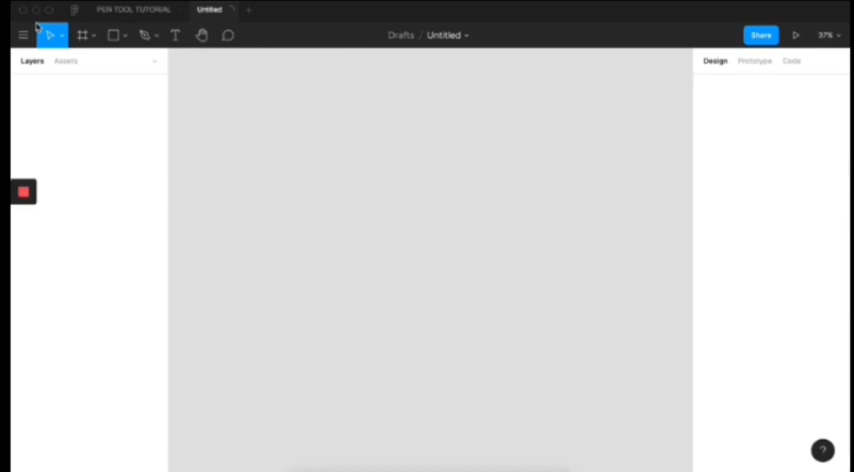 PEN TOOL TUTORIAL Untitled +
Drafts / Untitled Share 37%
Layers Assets Design Prototype Code
?